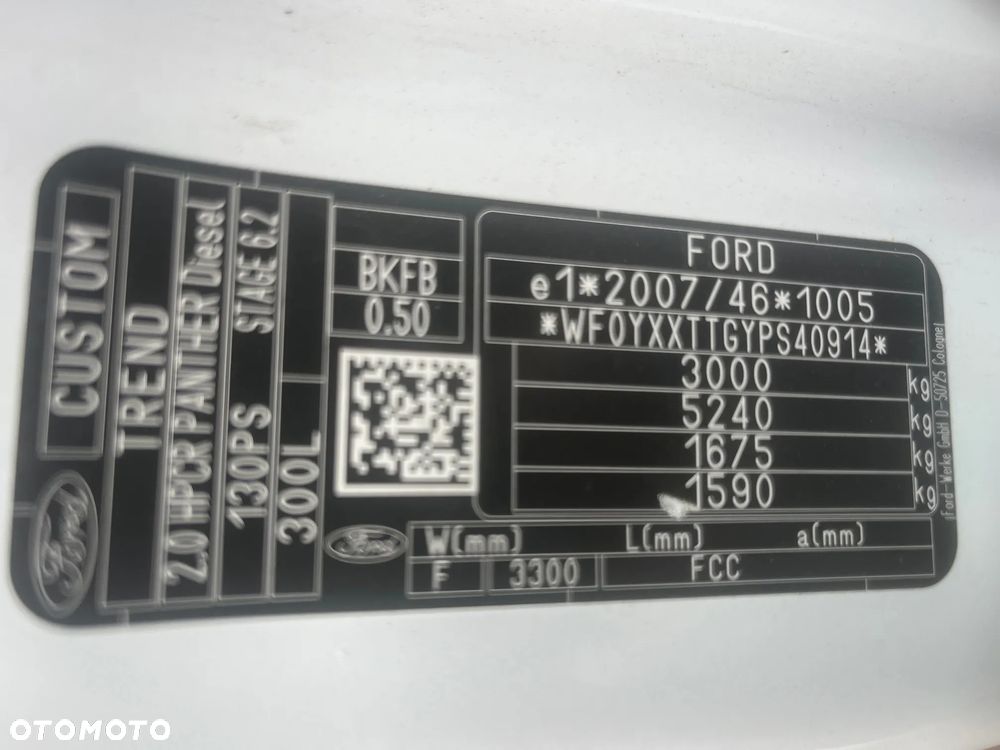 Ford
CUSTOM
TREND
2.0 HPCR PANTHER Diesel
130PS STAGE 6.2
300L
BKFB
0.50
FORD
e1*2007/46*1005
*WF0YXXTTGYPS40914*
3000 kg
5240 kg
1675 kg
1590 kg
Ford
W(mm) L(mm) a(mm)
F 3300 FCC
(Ford-Werke GmbH D-50725 Cologne)
OTOMOTO